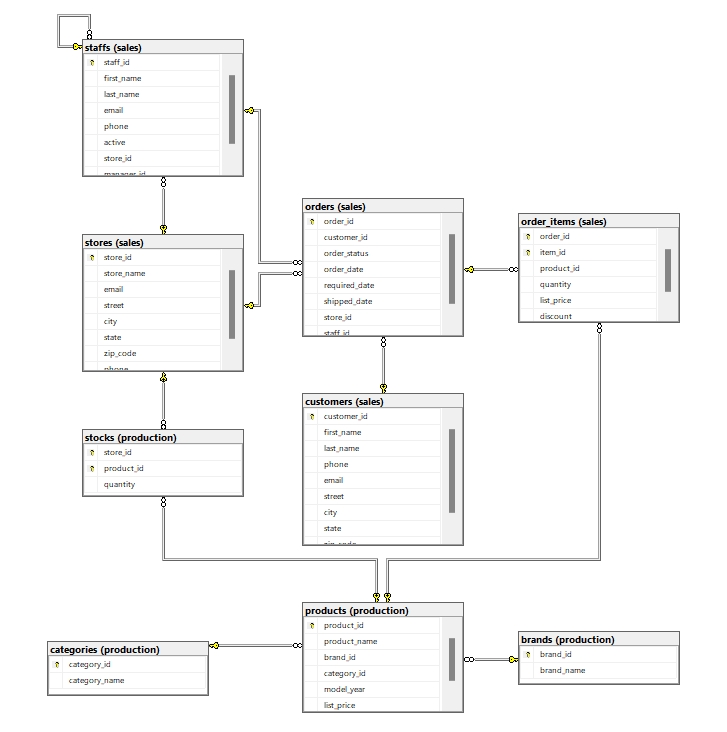 staffs (sales)
staff_id
first_name
last_name
email
phone
active
store_id
manager_id
stores (sales)
store_id
store_name
email
street
city
state
zip_code
phone
stocks (production)
store_id
product_id
quantity
orders (sales)
order_id
customer_id
order_status
order_date
required_date
shipped_date
store_id
staff_id
order_items (sales)
order_id
item_id
product_id
quantity
list_price
discount
customers (sales)
customer_id
first_name
last_name
phone
email
street
city
state
zip_code
categories (production)
category_id
category_name
products (production)
product_id
product_name
brand_id
category_id
model_year
list_price
brands (production)
brand_id
brand_name